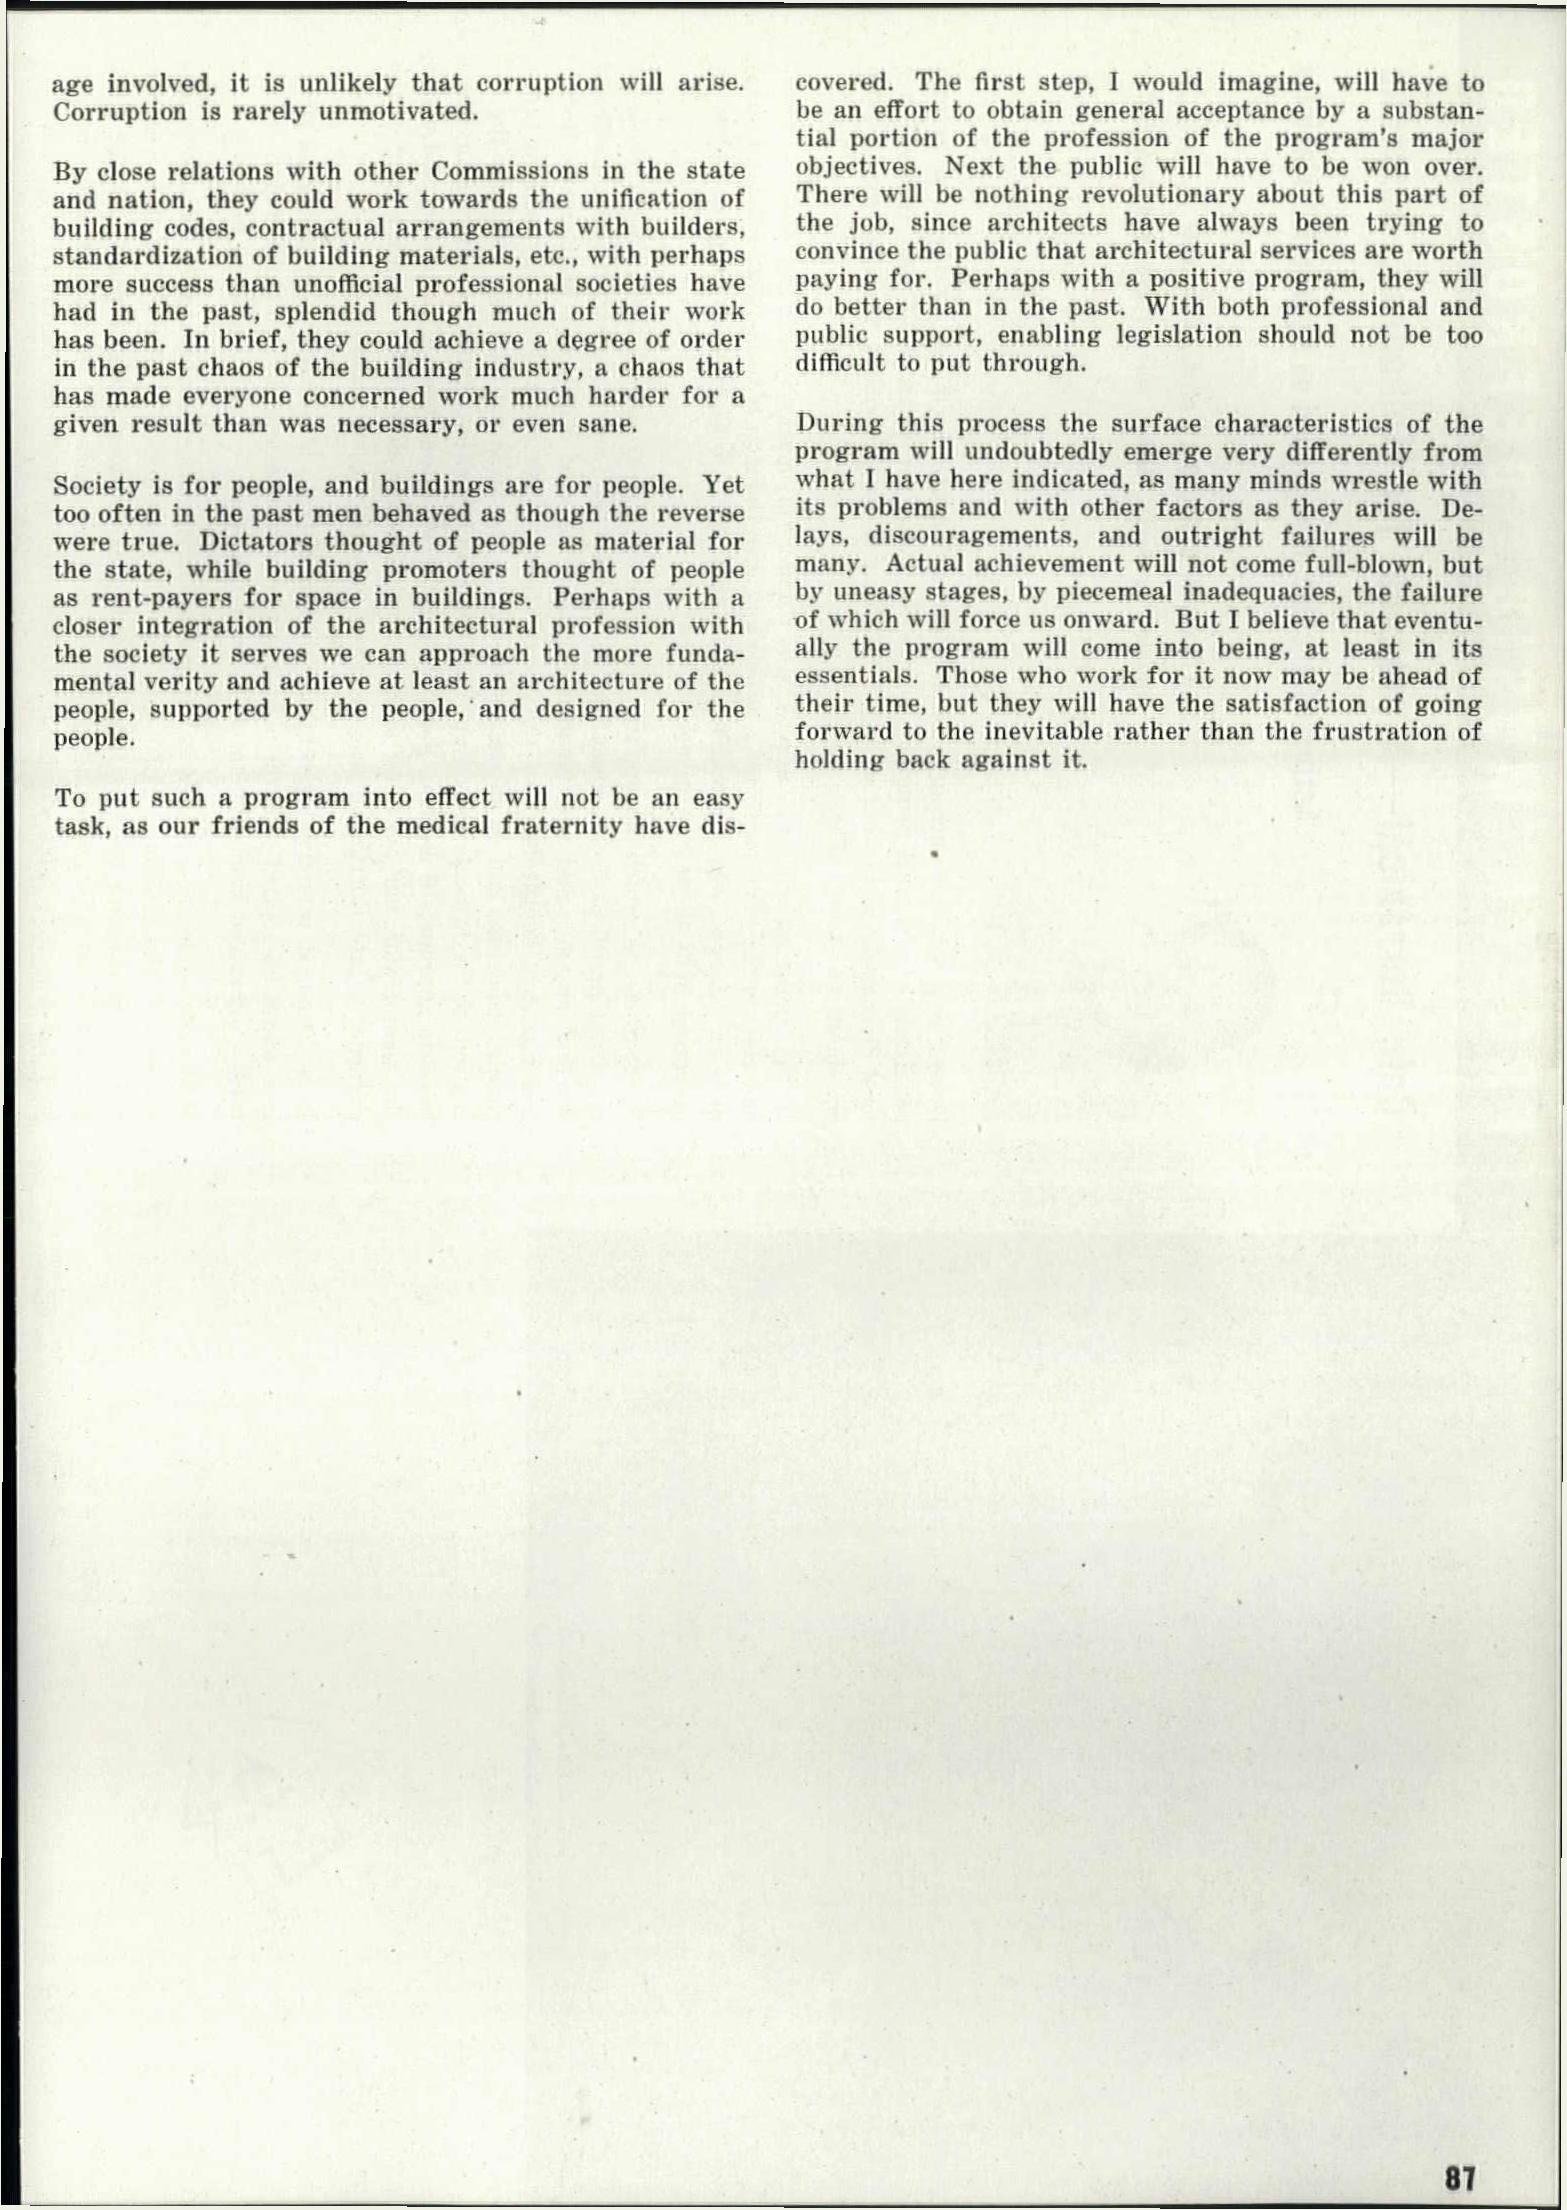 age involved, it is unlikely that corruption will arise.
Corruption is rarely unmotivated.
By close relations with other Commissions in the state
and nation, they could work towards the unification of
building codes, contractual arrangements with builders,
standardization of building materials, etc., with perhaps
more success than unofficial professional societies have
had in the past, splendid though much of their work
has been. In brief, they could achieve a degree of order
in the past chaos of the building industry, a chaos that
has made everyone concerned work much harder for a
given result than was necessary, or even sane.
Society is for people, and buildings are for people. Yet
too often in the past men behaved as though the reverse
were true. Dictators thought of people as material for
the state, while building promoters thought of people
as rent-payers for space in buildings. Perhaps with a
closer integration of the architectural profession with
the society it serves we can approach the more funda-
mental verity and achieve at least an architecture of the
people, supported by the people, and designed for the
people.
To put such a program into effect will not be an easy
task, as our friends of the medical fraternity have dis-
covered. The first step, I would imagine, will have to
be an effort to obtain general acceptance by a substan-
tial portion of the profession of the program's major
objectives. Next the public will have to be won over.
There will be nothing revolutionary about this part of
the job, since architects have always been trying to
convince the public that architectural services are worth
paying for. Perhaps with a positive program, they will
do better than in the past. With both professional and
public support, enabling legislation should not be too
difficult to put through.
During this process the surface characteristics of the
program will undoubtedly emerge very differently from
what I have here indicated, as many minds wrestle with
its problems and with other factors as they arise. De-
lays, discouragements, and outright failures will be
many. Actual achievement will not come full-blown, but
by uneasy stages, by piecemeal inadequacies, the failure
of which will force us onward. But I believe that eventu-
ally the program will come into being, at least in its
essentials. Those who work for it now may be ahead of
their time, but they will have the satisfaction of going
forward to the inevitable rather than the frustration of
holding back against it.
87